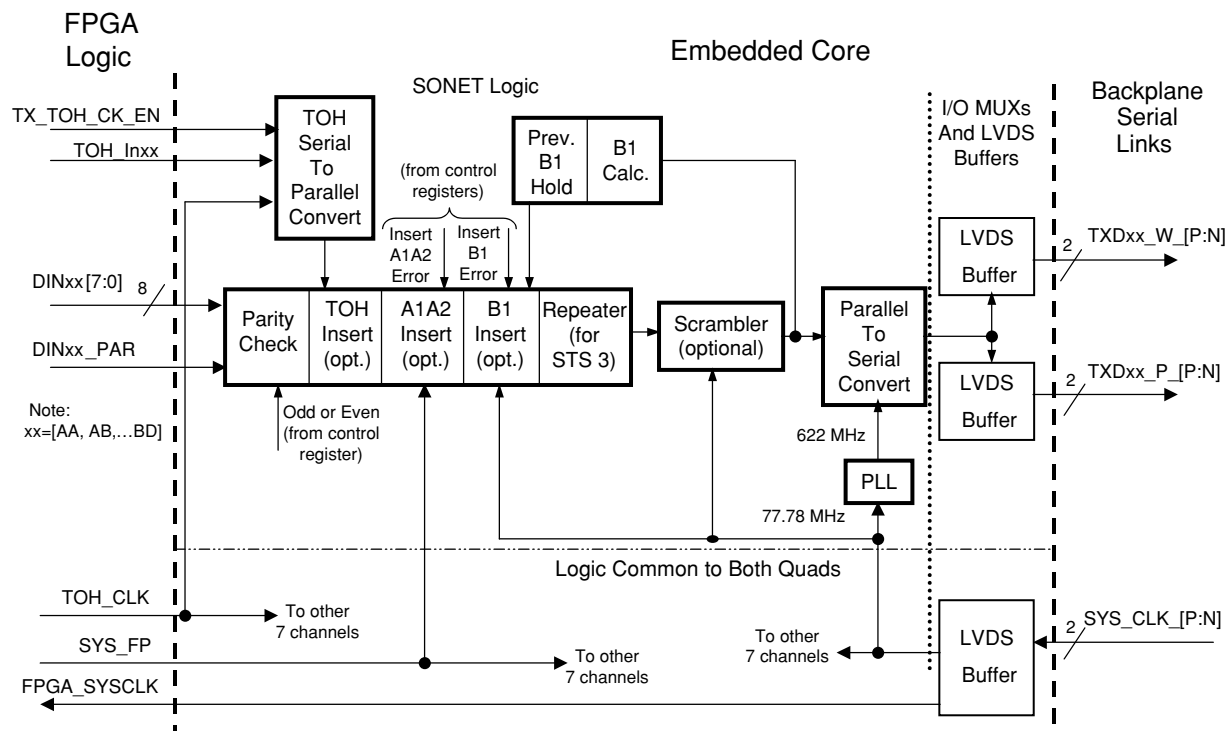 FPGA
Logic
Embedded Core
SONET Logic
I/O MUXs
And LVDS
Buffers
Backplane
Serial
Links
TX_TOH_CK_EN
TOH_Inxx
TOH
Serial
To
Parallel
Convert
(from control
registers)
Prev.
B1
Hold
B1
Calc.
Insert
A1A2
Error
Insert
B1
Error
LVDS
Buffer
2
TXDxx_W_[P:N]
DINxx[7:0]
8
DINxx_PAR
Parity
Check
TOH
Insert
(opt.)
A1A2
Insert
(opt.)
B1
Insert
(opt.)
Repeater
(for
STS 3)
Scrambler
(optional)
Parallel
To
Serial
Convert
LVDS
Buffer
2
TXDxx_P_[P:N]
Note:
xx=[AA, AB,...BD]
Odd or Even
(from control
register)
622 MHz
PLL
77.78 MHz
Logic Common to Both Quads
TOH_CLK
To other
7 channels
SYS_FP
To other
7 channels
To other
7 channels
LVDS
Buffer
2
SYS_CLK_[P:N]
FPGA_SYSCLK